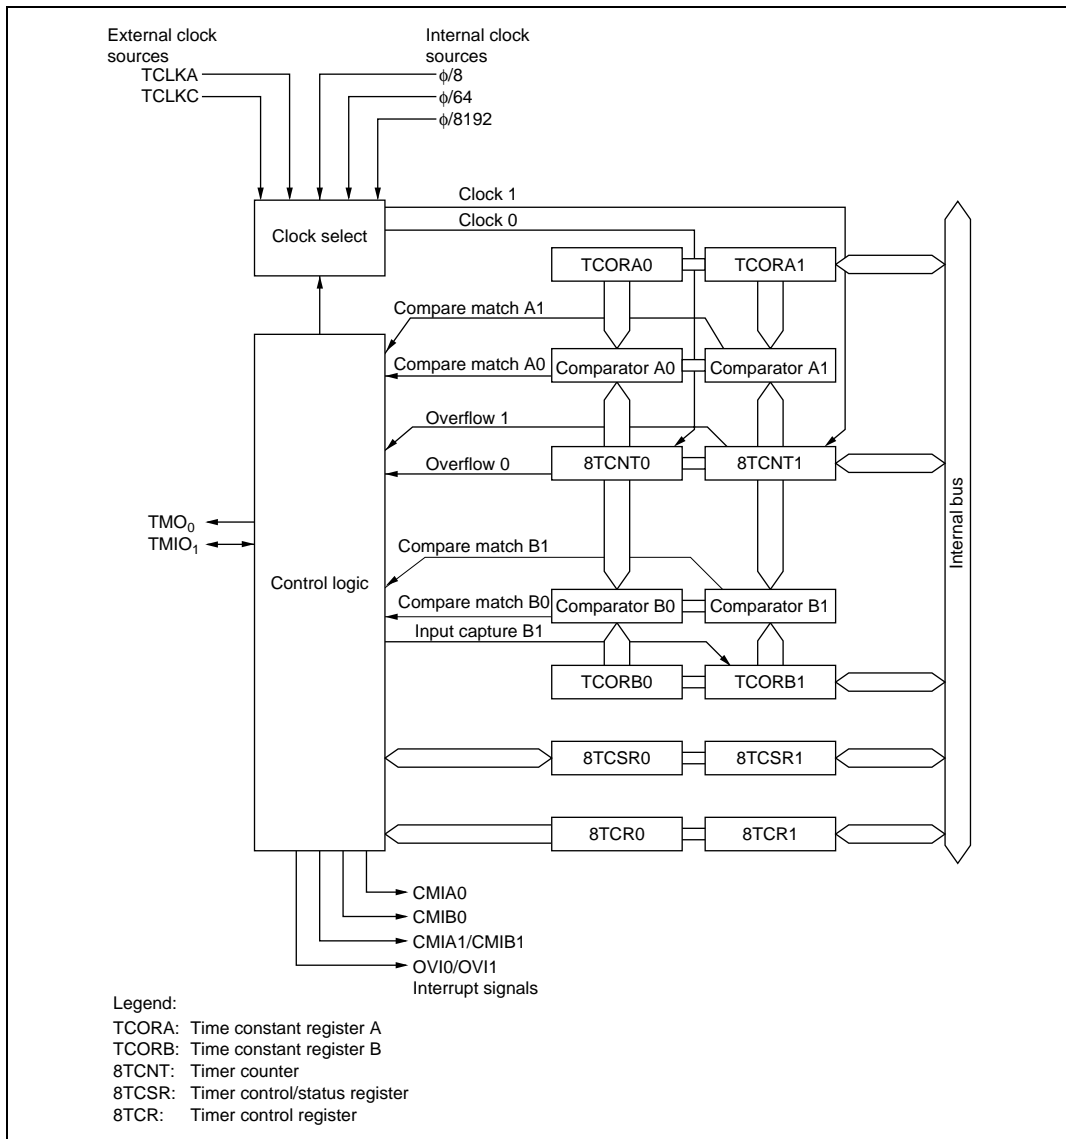 External clock
sources
Internal clock
sources
TCLKA
TCLKC
ϕ/8
ϕ/64
ϕ/8192
Clock select
Clock 1
Clock 0
TCORA0
TCORA1
Compare match A1
Compare match A0
Comparator A0
Comparator A1
Overflow 1
Overflow 0
8TCNT0
8TCNT1
TMO₀
TMIO₁
Control logic
Internal bus
Compare match B1
Compare match B0
Comparator B0
Comparator B1
Input capture B1
TCORB0
TCORB1
8TCSR0
8TCSR1
8TCR0
8TCR1
CMIA0
CMIB0
CMIA1/CMIB1
OVI0/OVI1
Interrupt signals
Legend:
TCORA: Time constant register A
TCORB: Time constant register B
8TCNT: Timer counter
8TCSR: Timer control/status register
8TCR: Timer control register